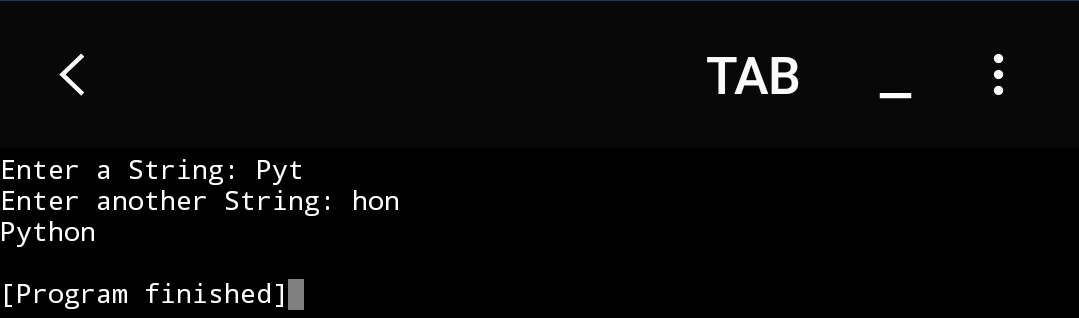 TAB _
Enter a String: Pyt
Enter another String: hon
Python
[Program finished]